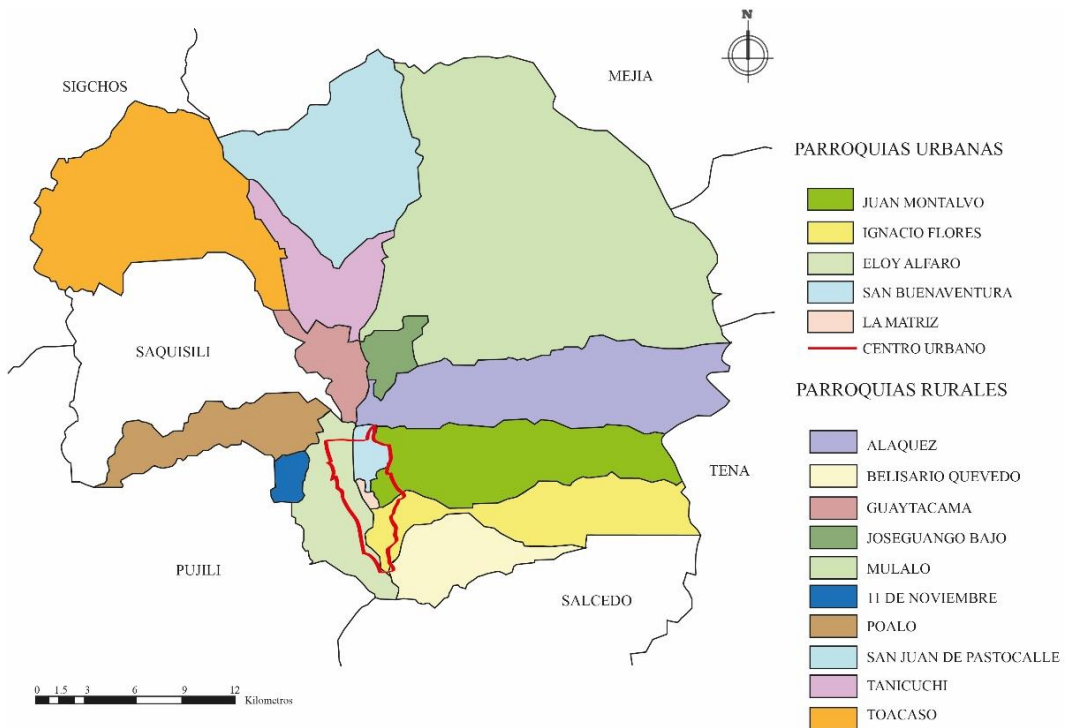 N
SIGCHOS
MEJIA
SAQUISILI
TENA
PUJILI
SALCEDO
0 1.5 3 6 9 12
Kilometros
PARROQUIAS URBANAS
JUAN MONTALVO
IGNACIO FLORES
ELOY ALFARO
SAN BUENAVENTURA
LA MATRIZ
CENTRO URBANO
PARROQUIAS RURALES
ALAQUEZ
BELISARIO QUEVEDO
GUAYTACAMA
JOSEGUANGO BAJO
MULALO
11 DE NOVIEMBRE
POALO
SAN JUAN DE PASTOCALLE
TANICUCHI
TOACASO